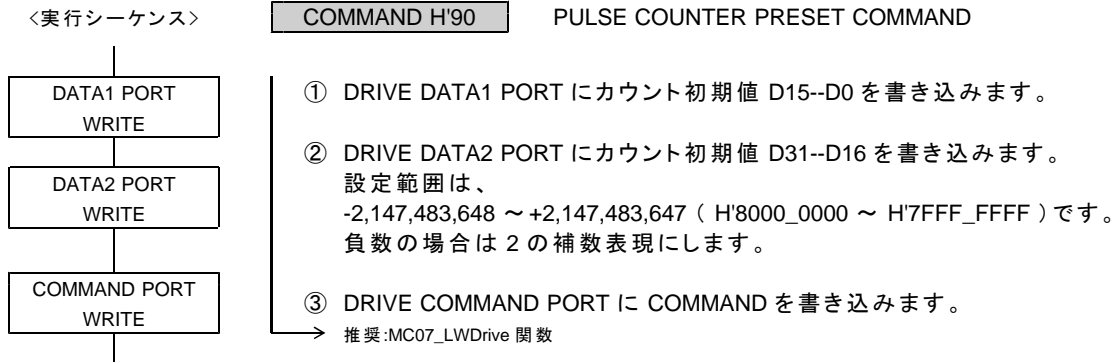 <実行シーケンス>
COMMAND H'90
PULSE COUNTER PRESET COMMAND
DATA1 PORT
WRITE
DATA2 PORT
WRITE
COMMAND PORT
WRITE
① DRIVE DATA1 PORT にカウント初期値 D15--D0 を書き込みます。
② DRIVE DATA2 PORT にカウント初期値 D31--D16 を書き込みます。
設定範囲は、
-2,147,483,648 ～ +2,147,483,647 ( H'8000_0000 ～ H'7FFF_FFFF ) です。
負数の場合は 2 の補数表現にします。
③ DRIVE COMMAND PORT に COMMAND を書き込みます。
推奨:MC07_LWDrive 関数